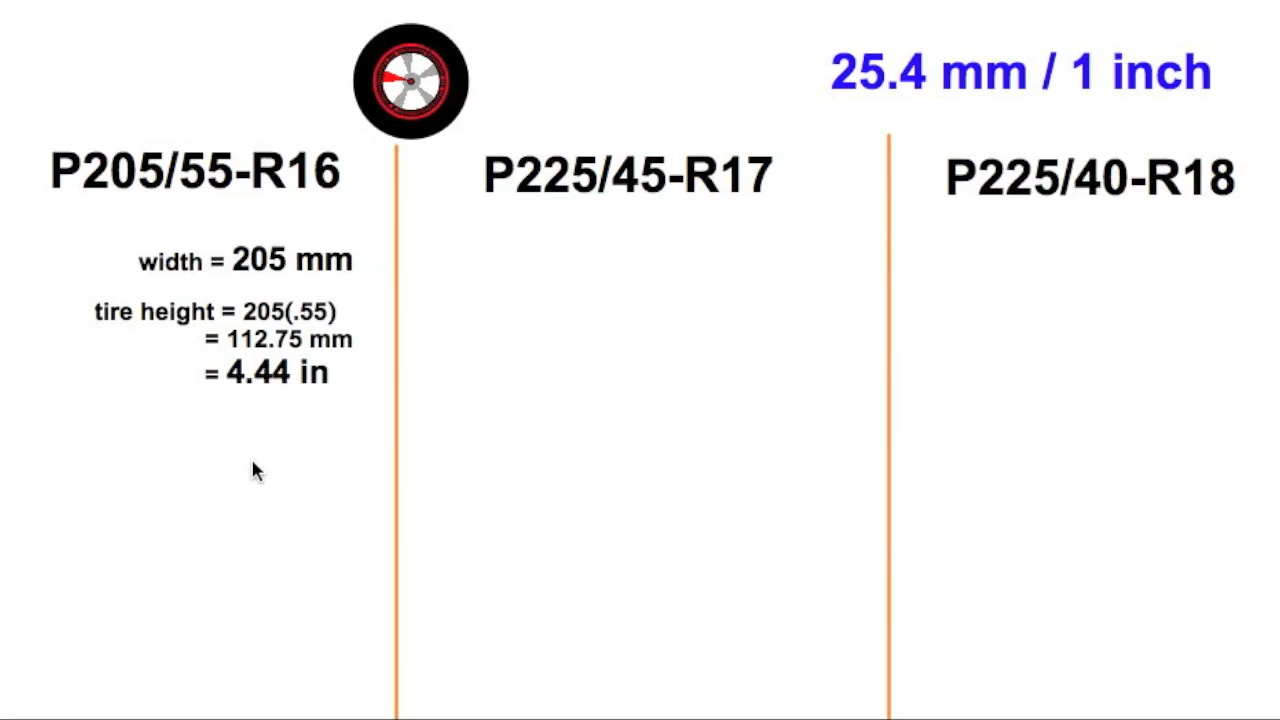 25.4 mm / 1 inch
P205/55-R16
P225/45-R17
P225/40-R18
width = 205 mm
tire height = 205(.55)
= 112.75 mm
= 4.44 in